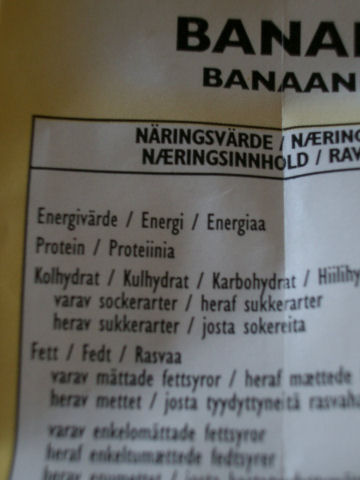 BANA
BANAAN
NÄRINGSVÄRDE / NÆRING
NÆRINGSINNHOLD / RAV
Energivärde / Energi / Energiaa
Protein / Proteiinia
Kolhydrat / Kulhydrat / Karbohydrat / Hiilihy
varav sockerarter / heraf sukkerarter
herav sukkerarter / josta sokereita
Fett / Fedt / Rasvaa
varav mättade fettsyror / heraf mættede
herav mettet / josta tyydyttyneitä rasvaha
varav enkelomättade fettsyror
heraf enkeltumættede fedtsyrer